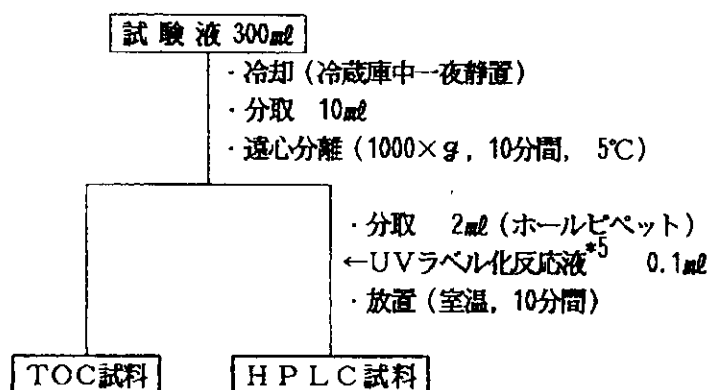 試験液 300㎖
・冷却（冷蔵庫中一夜静置）
・分取　10㎖
・遠心分離（1000×g，10分間，5℃）
・分取　2㎖（ホールピペット）
←UVラベル化反応液*5　0.1㎖
・放置（室温，10分間）
TOC試料　HPLC試料